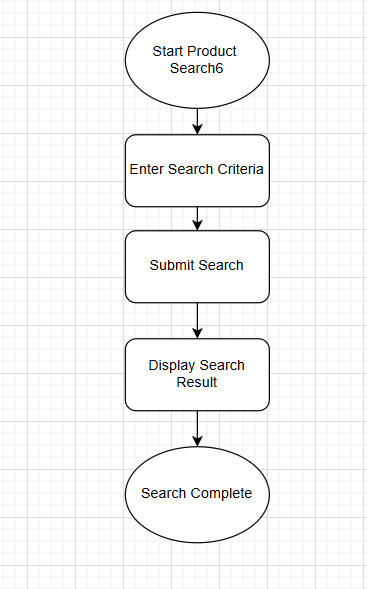 Start Product
Search6
Enter Search Criteria
Submit Search
Display Search
Result
Search Complete